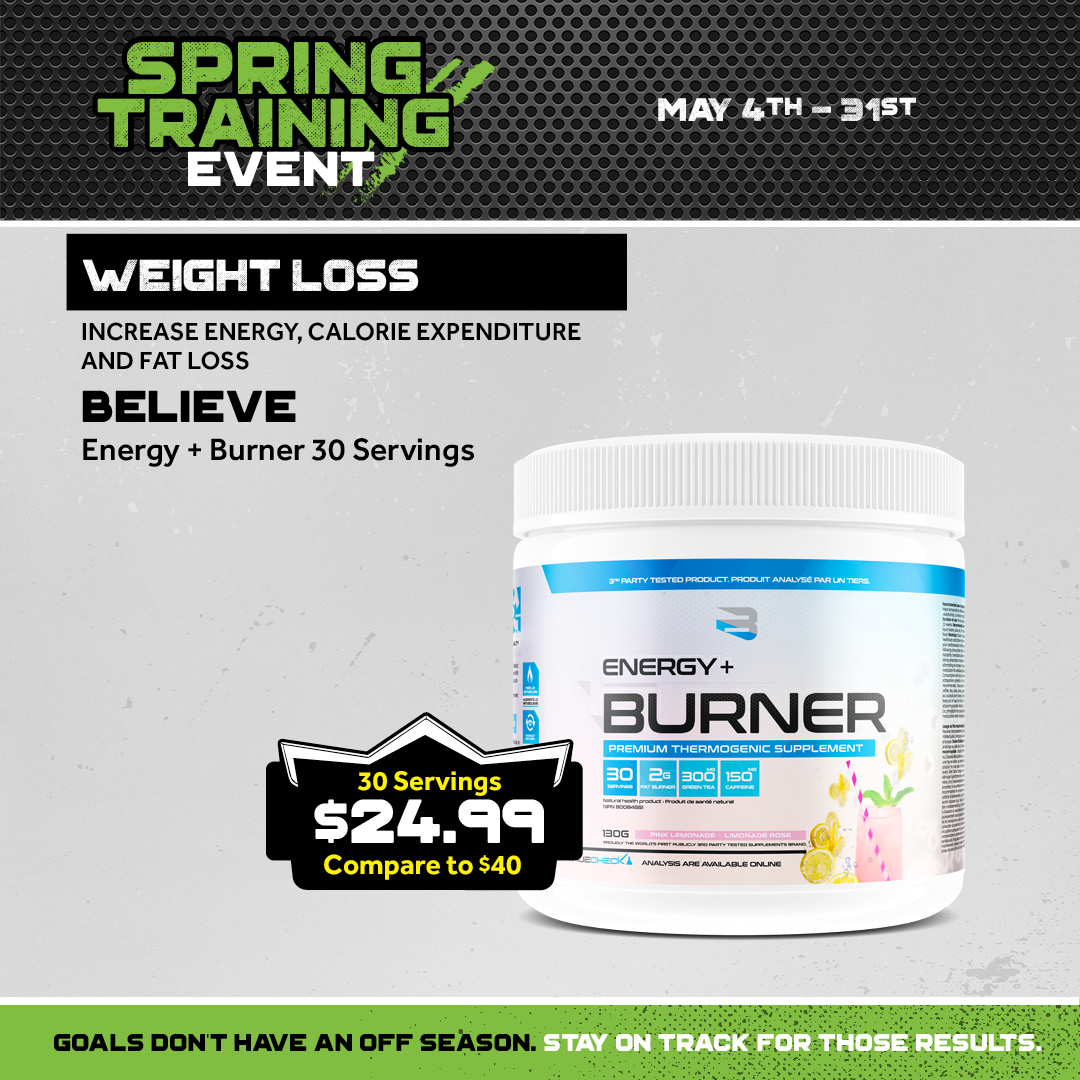 SPRING
TRAINING
EVENT
MAY 4TH – 31ST
WEIGHT LOSS
INCREASE ENERGY, CALORIE EXPENDITURE
AND FAT LOSS
BELIEVE
Energy + Burner 30 Servings
3RD PARTY TESTED PRODUCT. PRODUIT ANALYSÉ PAR UN TIERS.
ENERGY+
BURNER
PREMIUM THERMOGENIC SUPPLEMENT
30 SERVINGS
2G FAT BURNER
300MG GREEN TEA
150MG CAFFEINE
Natural health product · Produit de santé naturel
130G
PINK LEMONADE · LIMONADE ROSE
PROUDLY THE WORLD'S FIRST PUBLICLY 3RD PARTY TESTED SUPPLEMENTS BRAND
ANALYSIS ARE AVAILABLE ONLINE
30 Servings
$24.99
Compare to $40
GOALS DON'T HAVE AN OFF SEASON. STAY ON TRACK FOR THOSE RESULTS.